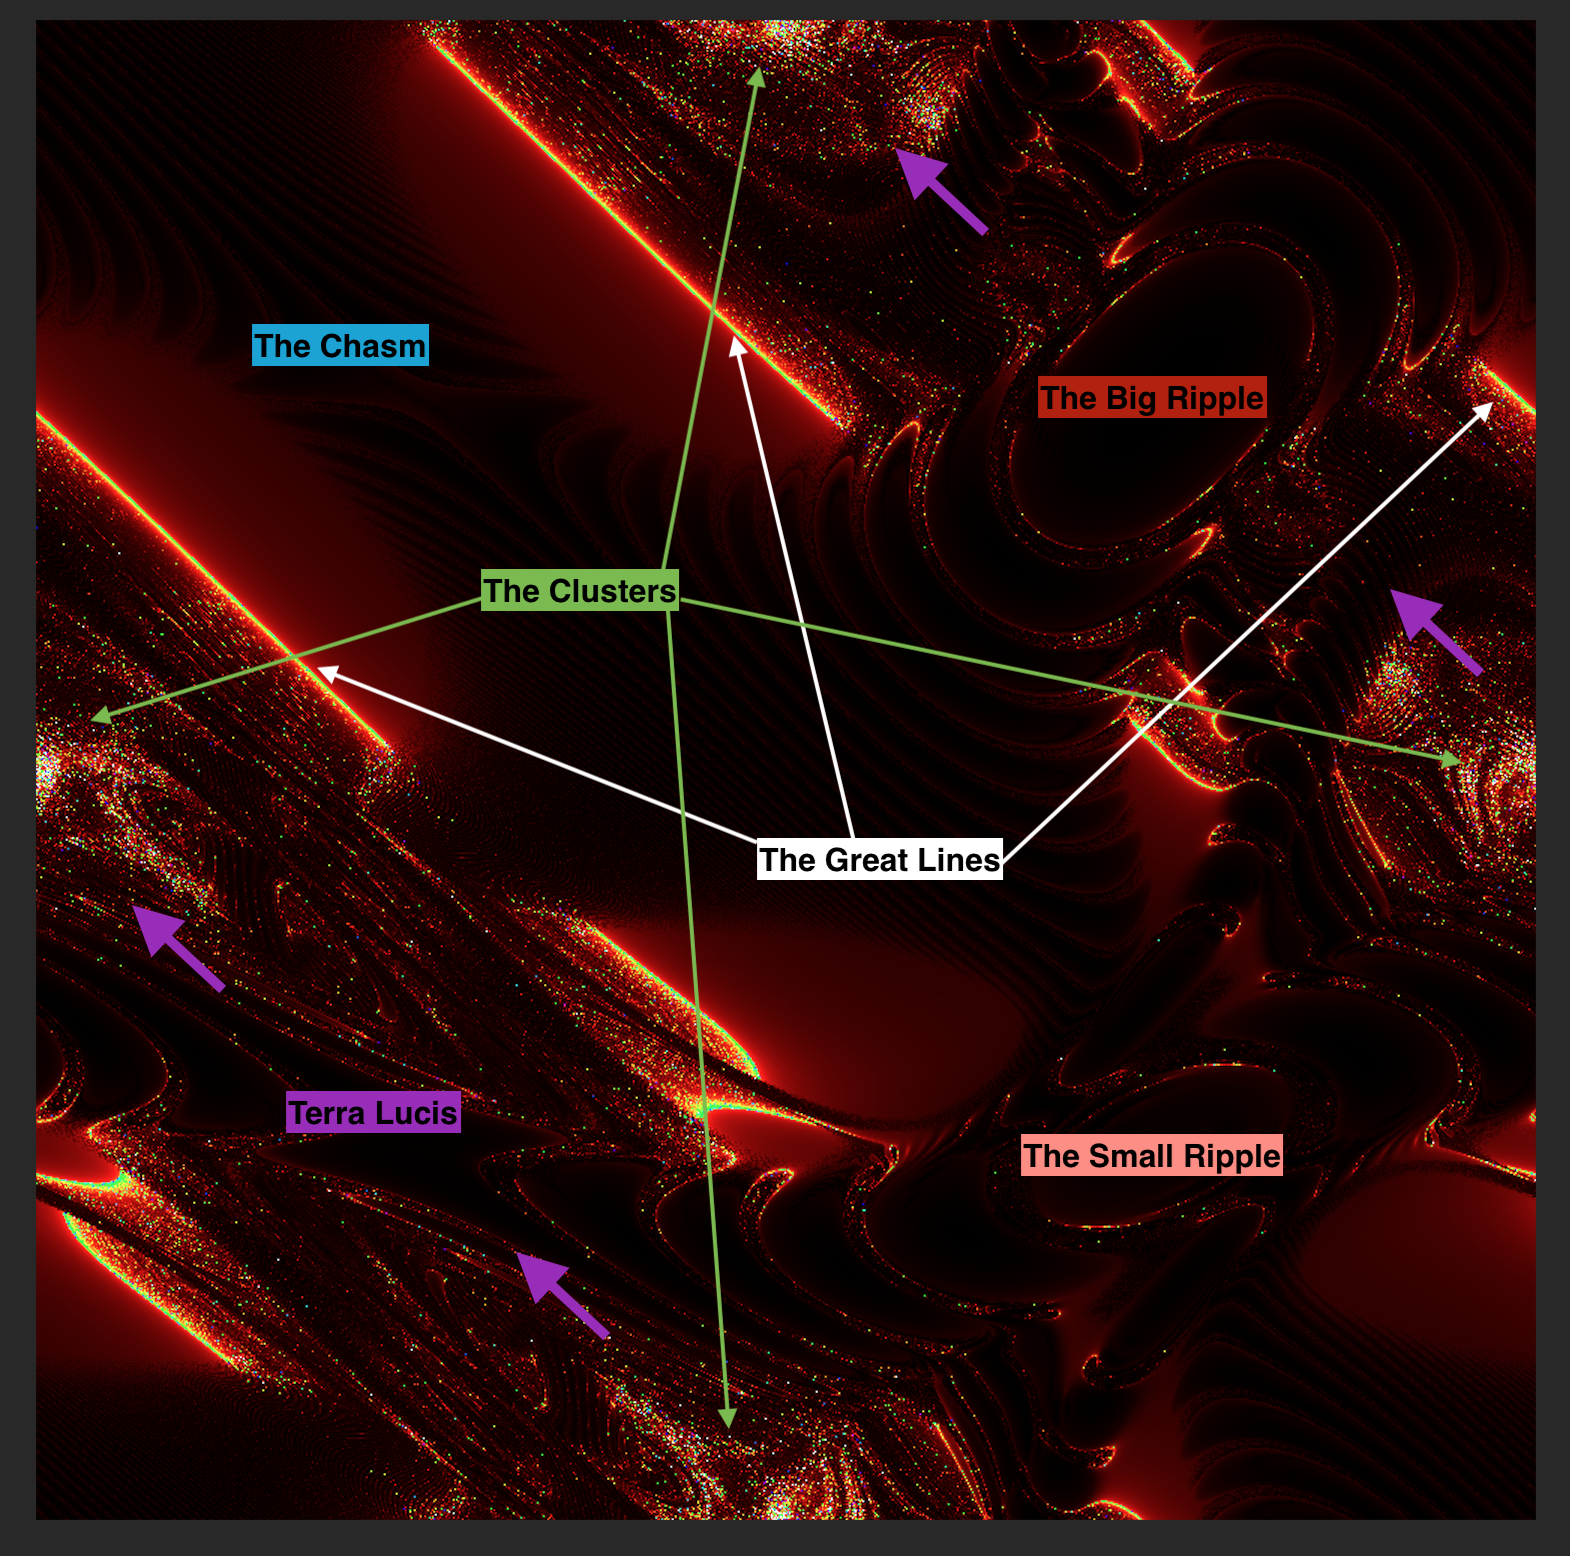 The Chasm
The Big Ripple
The Clusters
The Great Lines
Terra Lucis
The Small Ripple